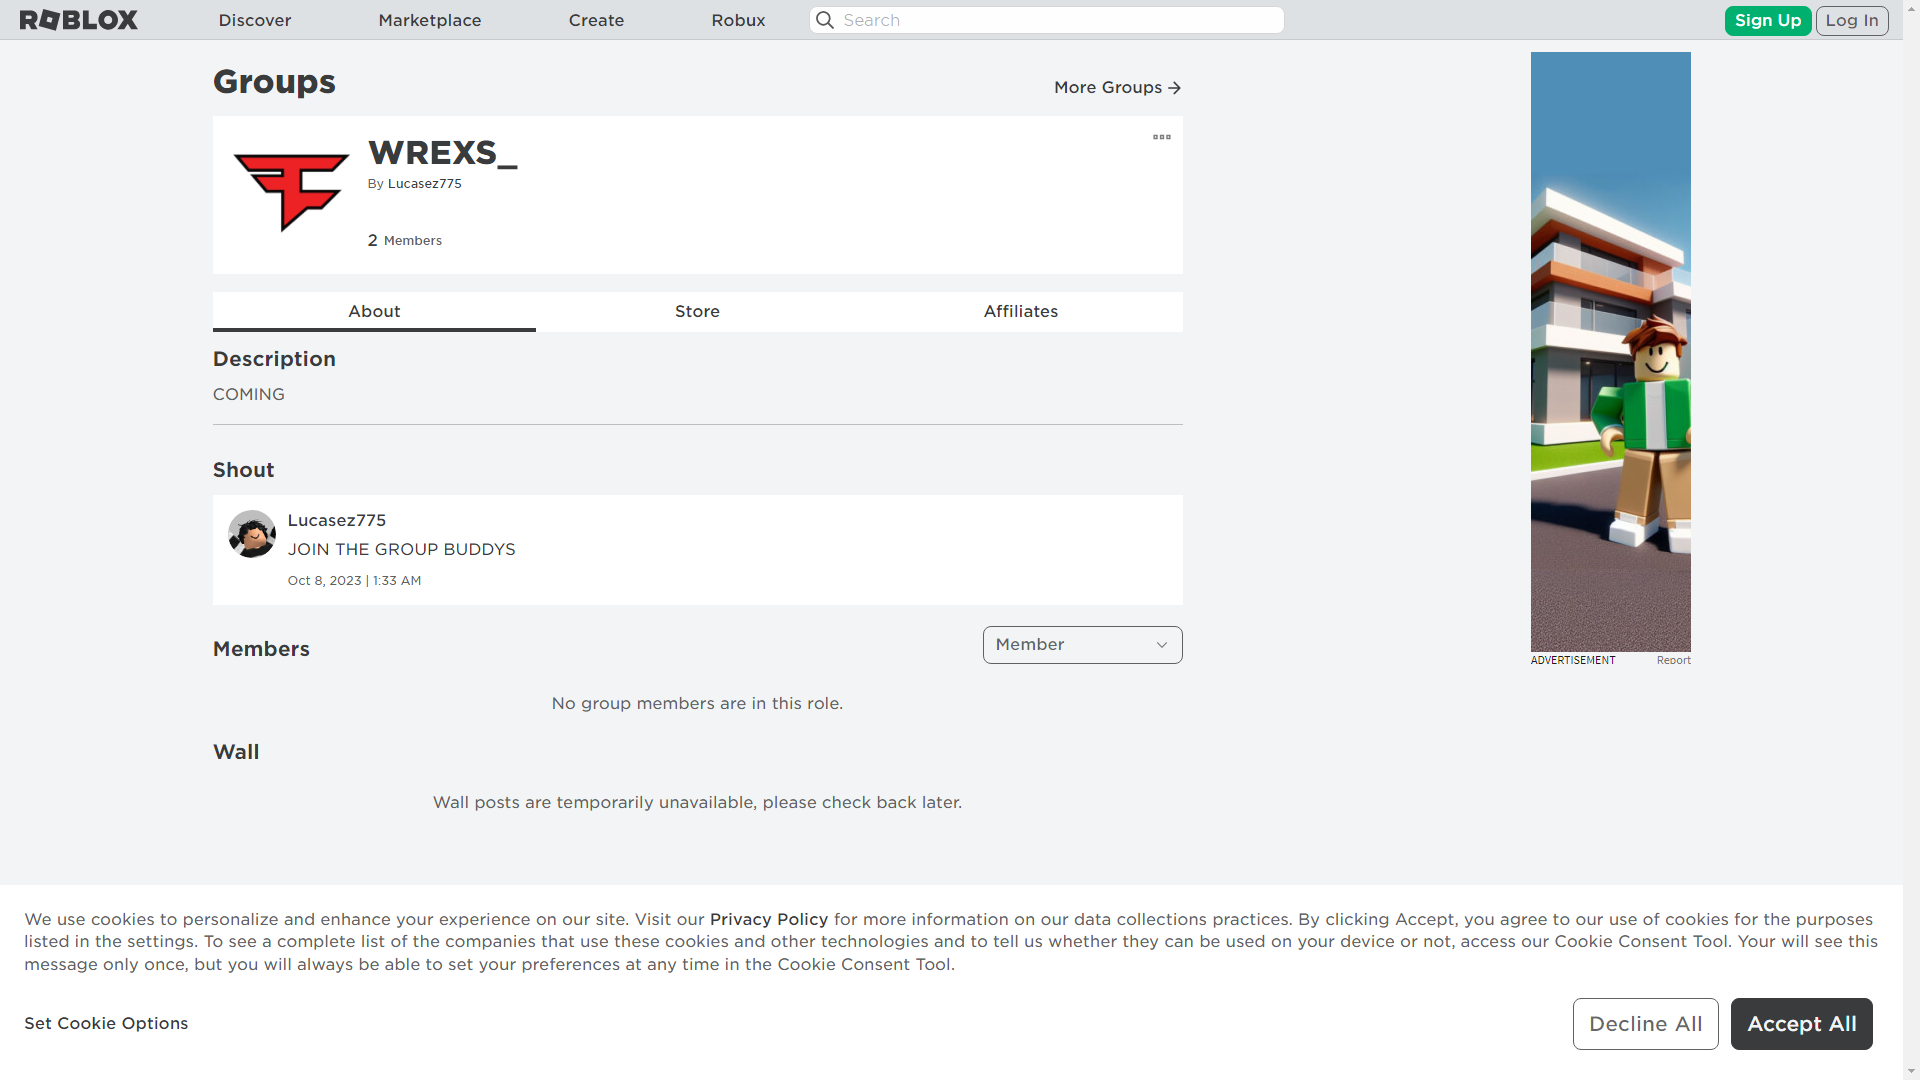 ROBLOX
Discover
Marketplace
Create
Robux
Search
Sign Up
Log In
Groups
More Groups
WREXS_
By Lucasez775
2 Members
About
Store
Affiliates
Description
COMING
Shout
Lucasez775
JOIN THE GROUP BUDDYS
Oct 8, 2023 | 1:33 AM
Members
Member
No group members are in this role.
Wall
Wall posts are temporarily unavailable, please check back later.
ADVERTISEMENT
Report
We use cookies to personalize and enhance your experience on our site. Visit our Privacy Policy for more information on our data collections practices. By clicking Accept, you agree to our use of cookies for the purposes
listed in the settings. To see a complete list of the companies that use these cookies and other technologies and to tell us whether they can be used on your device or not, access our Cookie Consent Tool. Your will see this
message only once, but you will always be able to set your preferences at any time in the Cookie Consent Tool.
Set Cookie Options
Decline All
Accept All